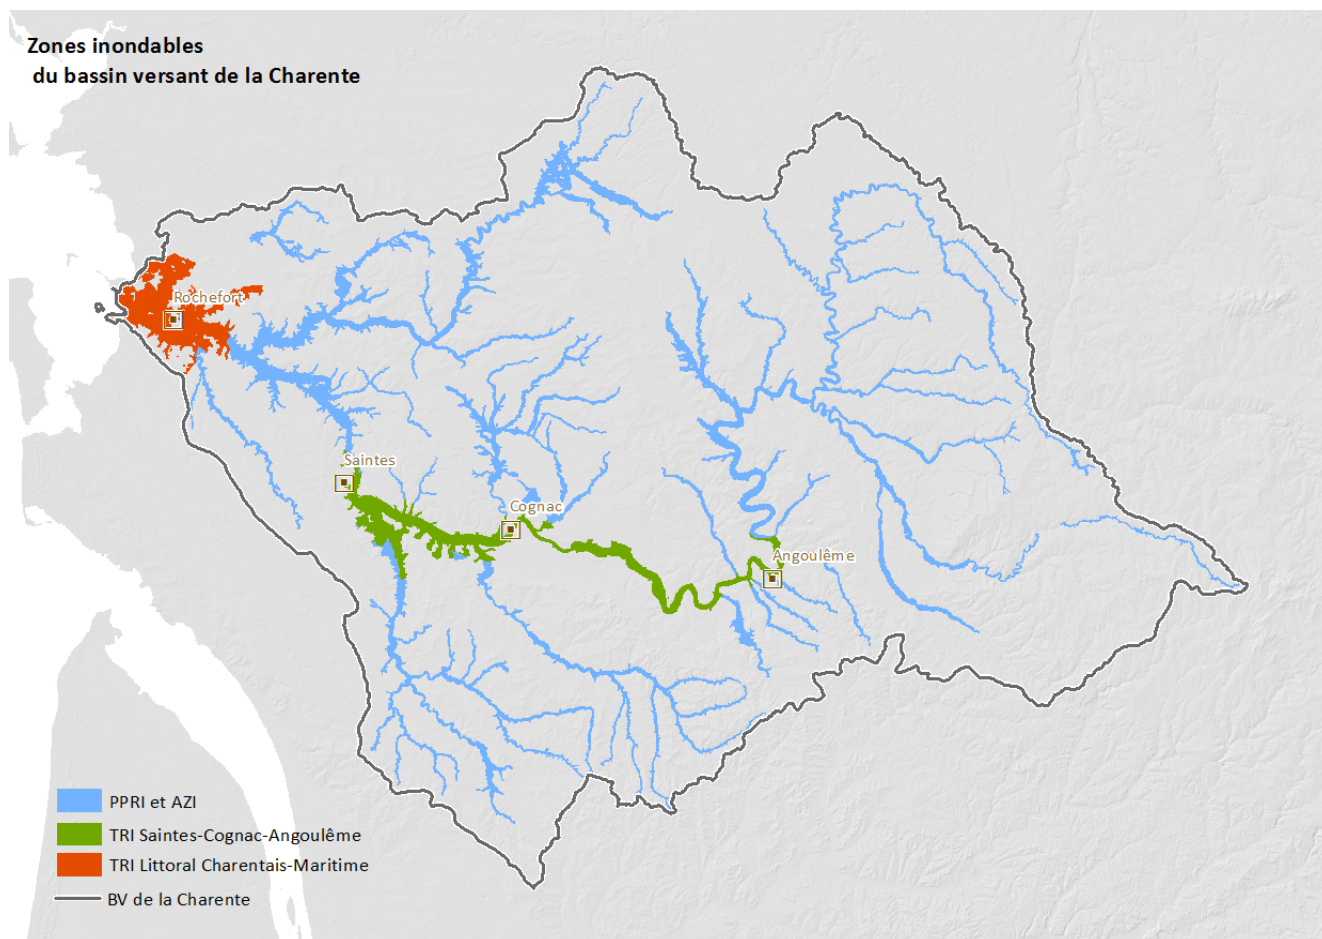 Zones inondables
du bassin versant de la Charente
Rochefort
Saintes
Cognac
Angoulême
PPRI et AZI
TRI Saintes-Cognac-Angoulême
TRI Littoral Charentais-Maritime
BV de la Charente